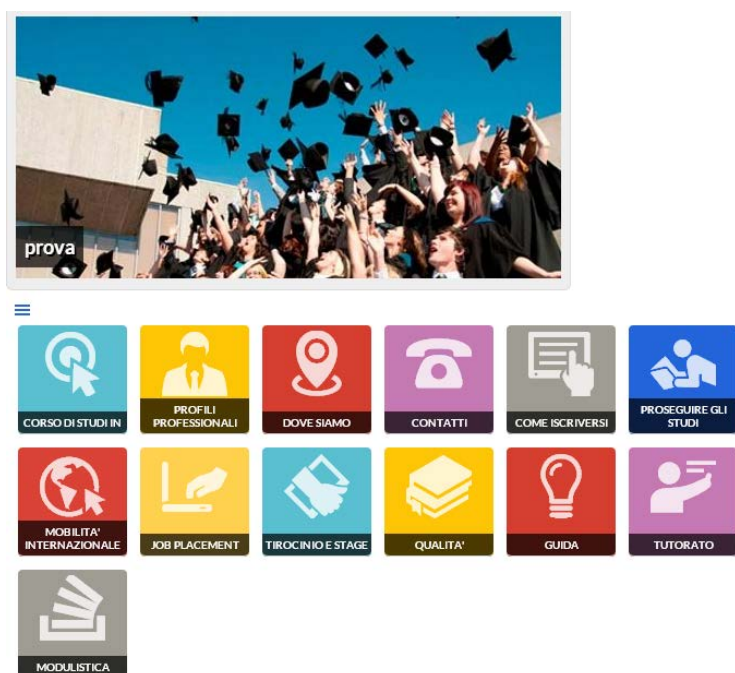 prova
CORSO DI STUDI IN
PROFILI
PROFESSIONALI
DOVE SIAMO
CONTATTI
COME ISCRIVERSI
PROSEGUIRE GLI
STUDI
MOBILITA'
INTERNAZIONALE
JOB PLACEMENT
TIROCINIO E STAGE
QUALITA'
GUIDA
TUTORATO
MODULISTICA